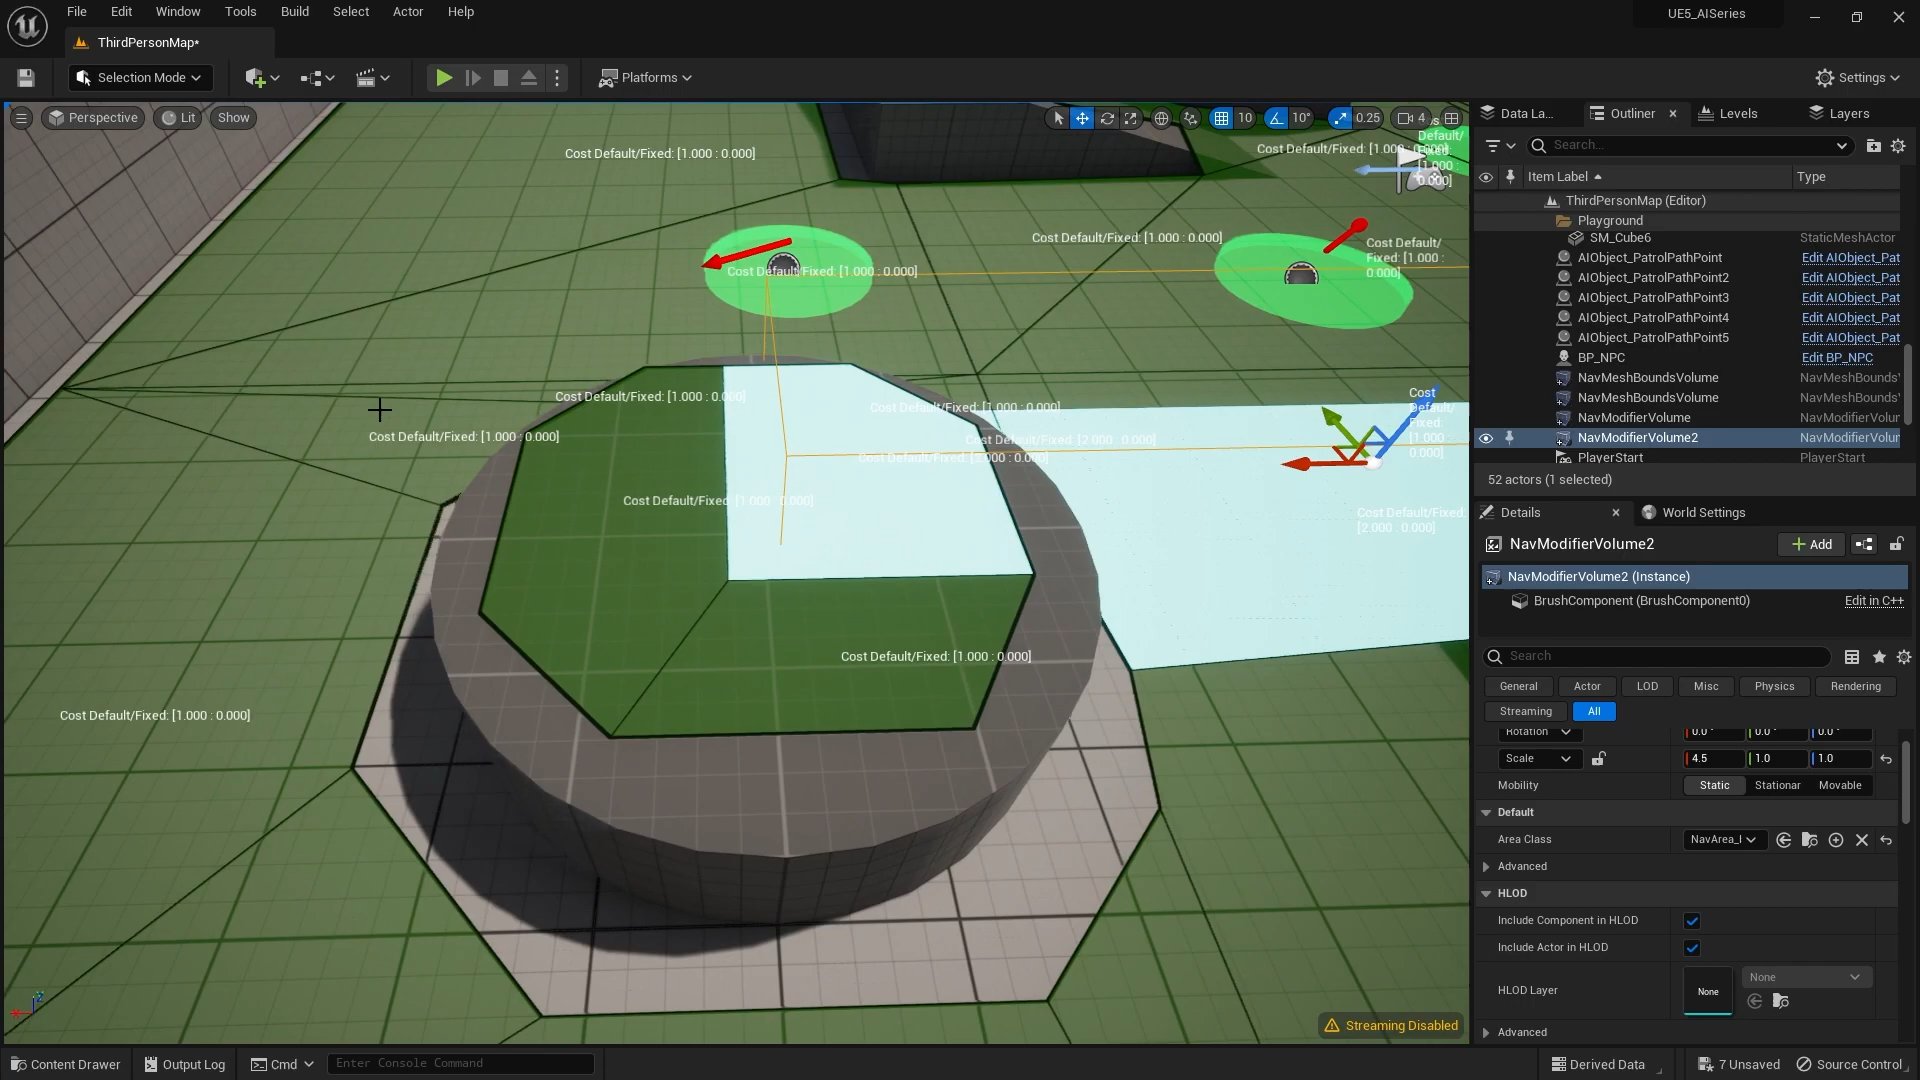 File Edit Window Tools Build Select Actor Help
UE5_AISeries
ThirdPersonMap*
Selection Mode
Platforms
Settings
Perspective Lit Show
10 10° 0.25 4
Cost Default/Fixed: [1.000 : 0.000]
Cost Default/Fixed: [1.000 : 0.000]
Default/
[1.000 :
0.000]
Cost Default/Fixed: [1.000 : 0.000]
Cost Default/
Fixed: [1.000 :
0.000]
Cost Default/Fixed: [1.000 : 0.000]
Cost Default/Fixed: [1.000 : 0.000]
Cost Default/Fixed: [1.000 : 0.000]
Cost
Default/
Fixed:
[1.000 :
0.000]
Cost Default/Fixed: [1.000 : 0.000]
Cost Default/Fixed: [2.000 : 0.000]
Cost Default/Fixed: [ .000 : 0.000]
Cost Default/Fixed: [1.000 : 0.000]
Cost Default/Fixed:
[2.000 : 0.000]
Cost Default/Fixed: [1.000 : 0.000]
Cost Default/Fixed: [1.000 : 0.000]
Streaming Disabled
Data La... Outliner Levels Layers
Search...
Item Label Type
ThirdPersonMap (Editor)
Playground
SM_Cube6 StaticMeshActor
AIObject_PatrolPathPoint Edit AIObject_Pat
AIObject_PatrolPathPoint2 Edit AIObject_Pat
AIObject_PatrolPathPoint3 Edit AIObject_Pat
AIObject_PatrolPathPoint4 Edit AIObject_Pat
AIObject_PatrolPathPoint5 Edit AIObject_Pat
BP_NPC Edit BP_NPC
NavMeshBoundsVolume NavMeshBounds
NavMeshBoundsVolume NavMeshBounds
NavModifierVolume NavModifierVolur
NavModifierVolume2 NavModifierVolur
PlayerStart PlayerStart
52 actors (1 selected)
Details World Settings
NavModifierVolume2 Add
NavModifierVolume2 (Instance)
BrushComponent (BrushComponent0) Edit in C++
Search
General Actor LOD Misc Physics Rendering
Streaming All
Rotation 0.0° 0.0° 0.0°
Scale 4.5 1.0 1.0
Mobility Static Stationar Movable
Default
Area Class NavArea_l
Advanced
HLOD
Include Component in HLOD
Include Actor in HLOD
HLOD Layer None None
Advanced
Content Drawer Output Log Cmd Enter Console Command
Derived Data 7 Unsaved Source Control